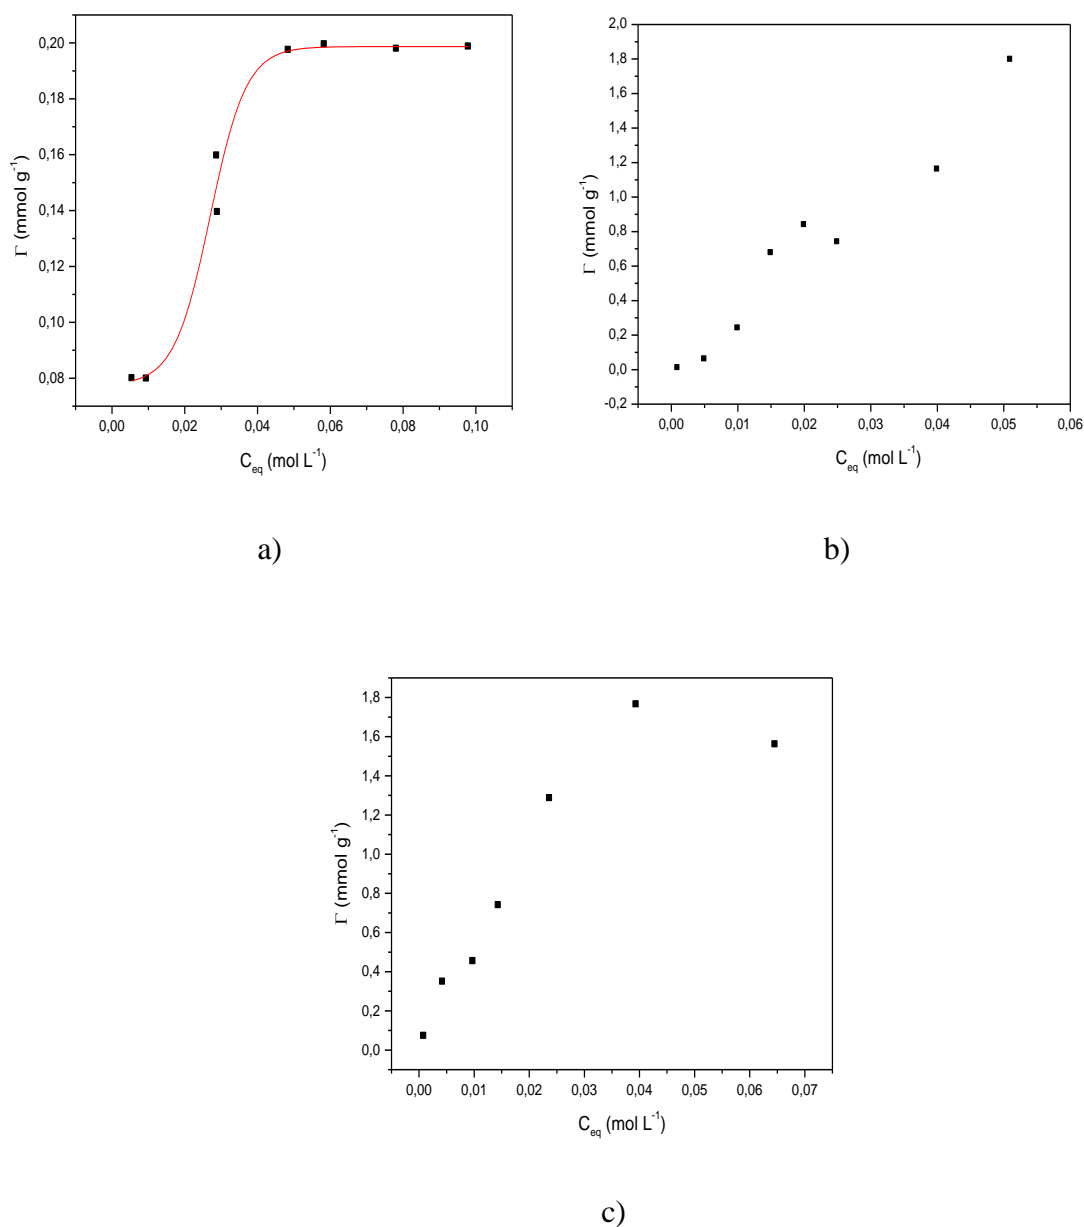 0,20
0,18
0,16
0,14
0,12
0,10
0,08
Γ (mmol g⁻¹)
0,00 0,02 0,04 0,06 0,08 0,10
C_eq (mol L⁻¹)
a)
2,0
1,8
1,6
1,4
1,2
1,0
0,8
0,6
0,4
0,2
0,0
-0,2
Γ (mmol g⁻¹)
0,00 0,01 0,02 0,03 0,04 0,05 0,06
C_eq (mol L⁻¹)
b)
1,8
1,6
1,4
1,2
1,0
0,8
0,6
0,4
0,2
0,0
Γ (mmol g⁻¹)
0,00 0,01 0,02 0,03 0,04 0,05 0,06 0,07
C_eq (mol L⁻¹)
c)